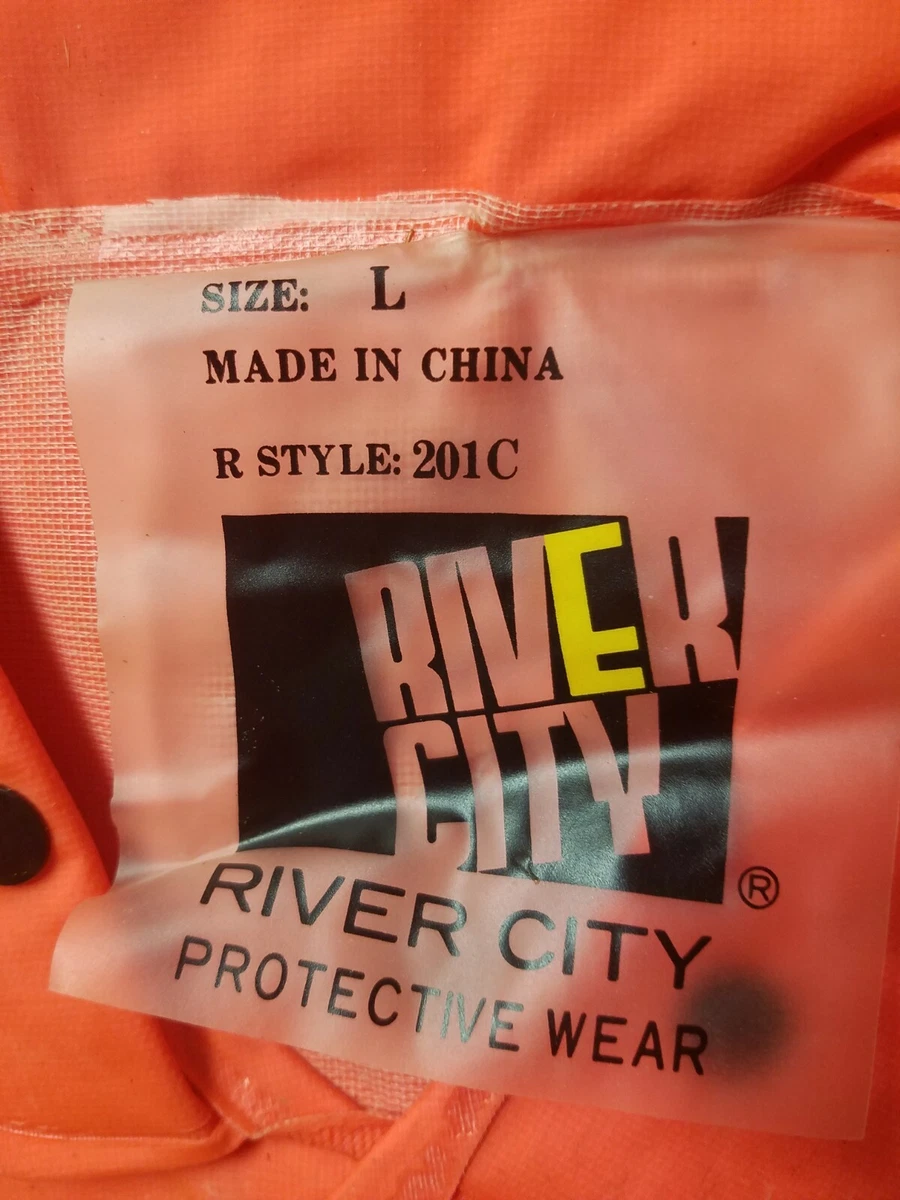 SIZE: L
MADE IN CHINA
R STYLE: 201C
RIVER
CITY
®
RIVER CITY
PROTECTIVE WEAR